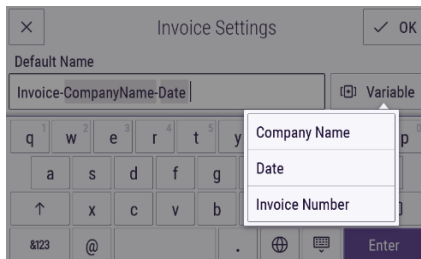 Invoice Settings
OK
Default Name
Invoice-CompanyName-Date
Variable
Company Name
Date
Invoice Number
q 1 w 2 e 3 r 4 t 5 y p 0
a s d f g
x c v b
&123 @ . Enter